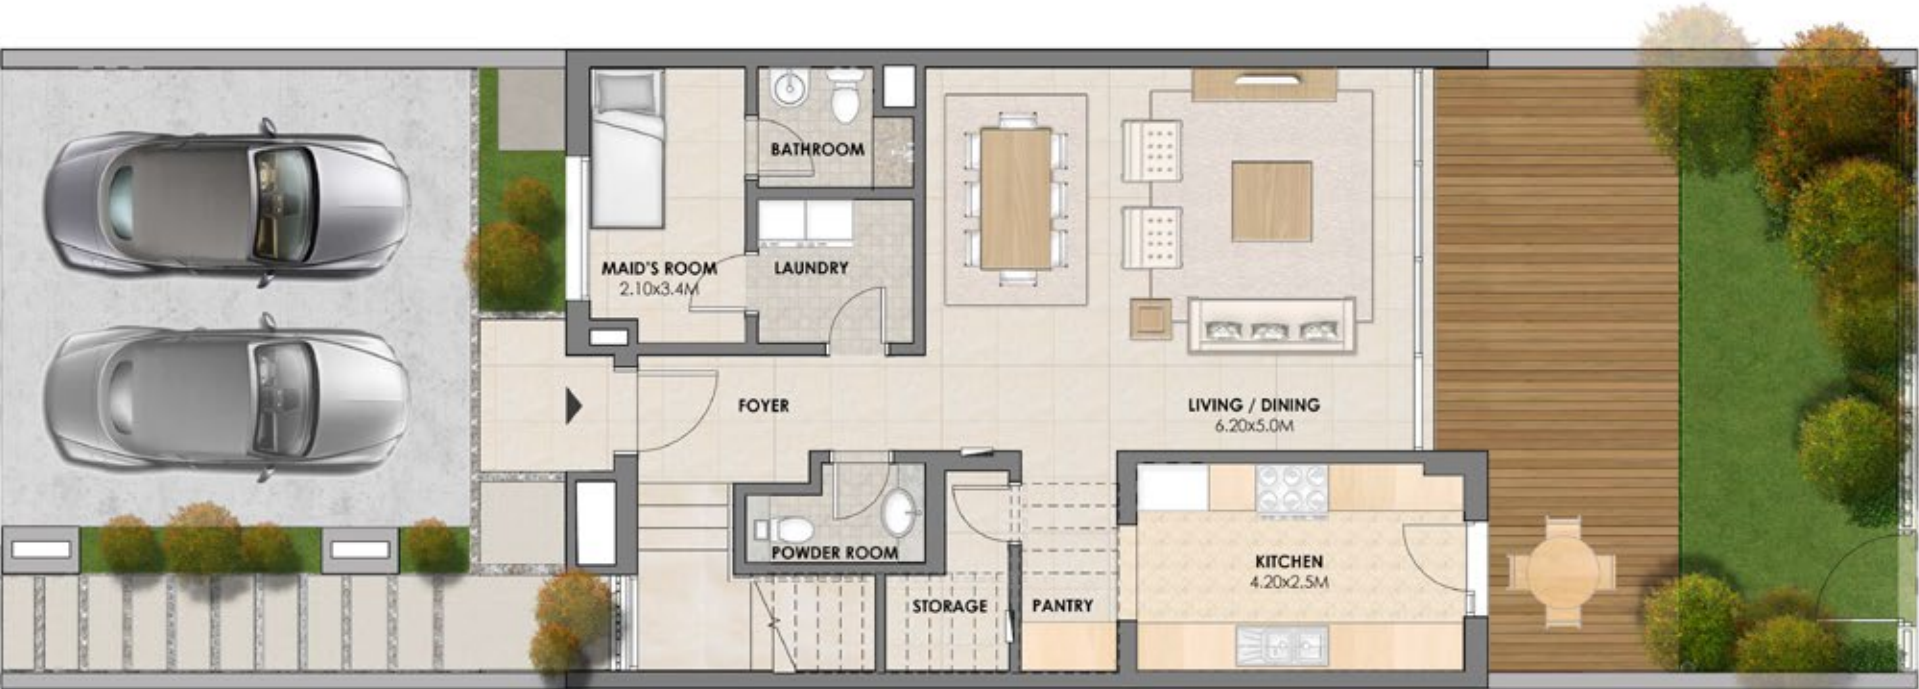 BATHROOM
MAID'S ROOM
2.10x3.4M
LAUNDRY
FOYER
LIVING / DINING
6.20x5.0M
POWDER ROOM
KITCHEN
4.20x2.5M
STORAGE
PANTRY